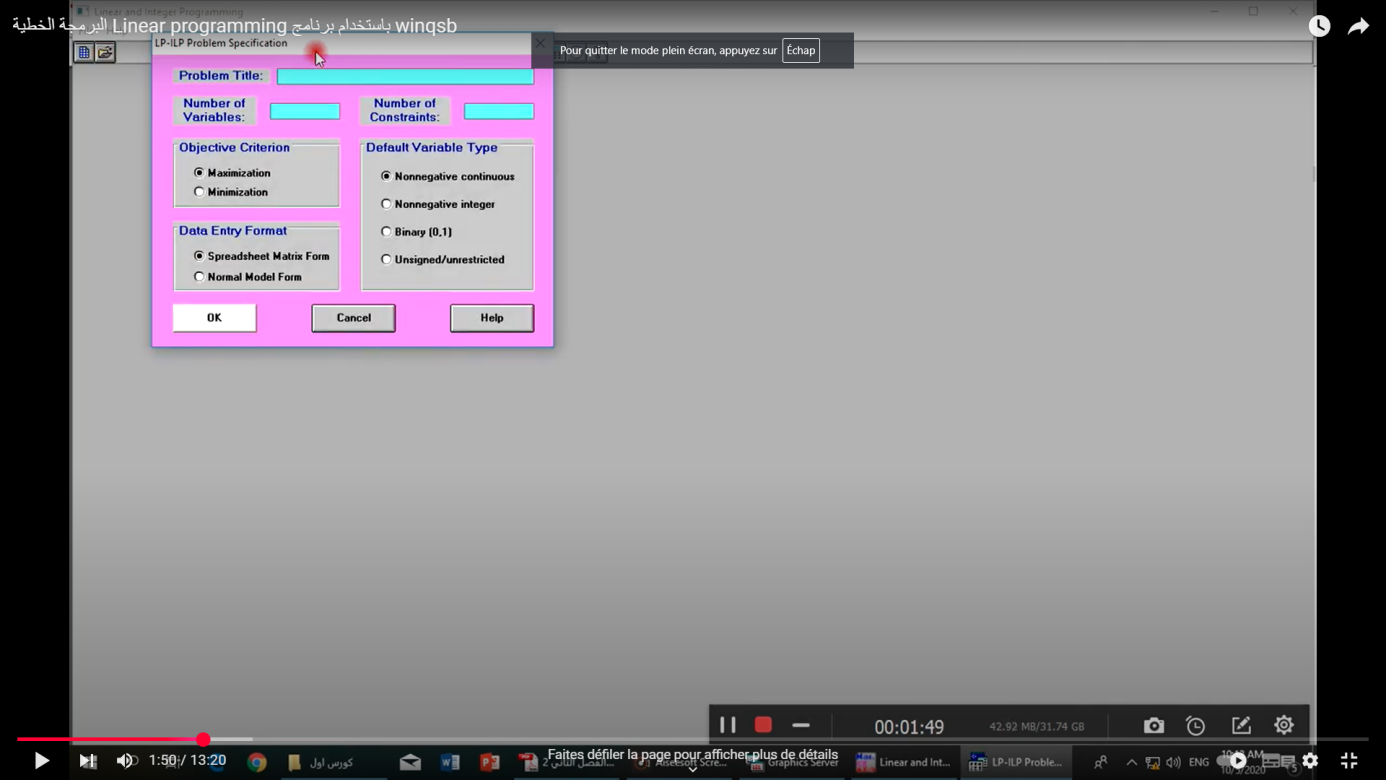 Linear and Integer Programming
البرمجة الخطية Linear programming باستخدام برنامج winqsb
LP-ILP Problem Specification
Pour quitter le mode plein écran, appuyez sur Échap
Problem Title:
Number of Variables:
Number of Constraints:
Objective Criterion
Maximization
Minimization
Default Variable Type
Nonnegative continuous
Nonnegative integer
Binary (0,1)
Unsigned/unrestricted
Data Entry Format
Spreadsheet Matrix Form
Normal Model Form
OK
Cancel
Help
00:01:49
42.92 MB/31.74 GB
1:50 / 13:20
Faites défiler la page pour afficher plus de détails
كورس اول
Graphics Server
Linear and Int...
LP-ILP Proble...
ENG